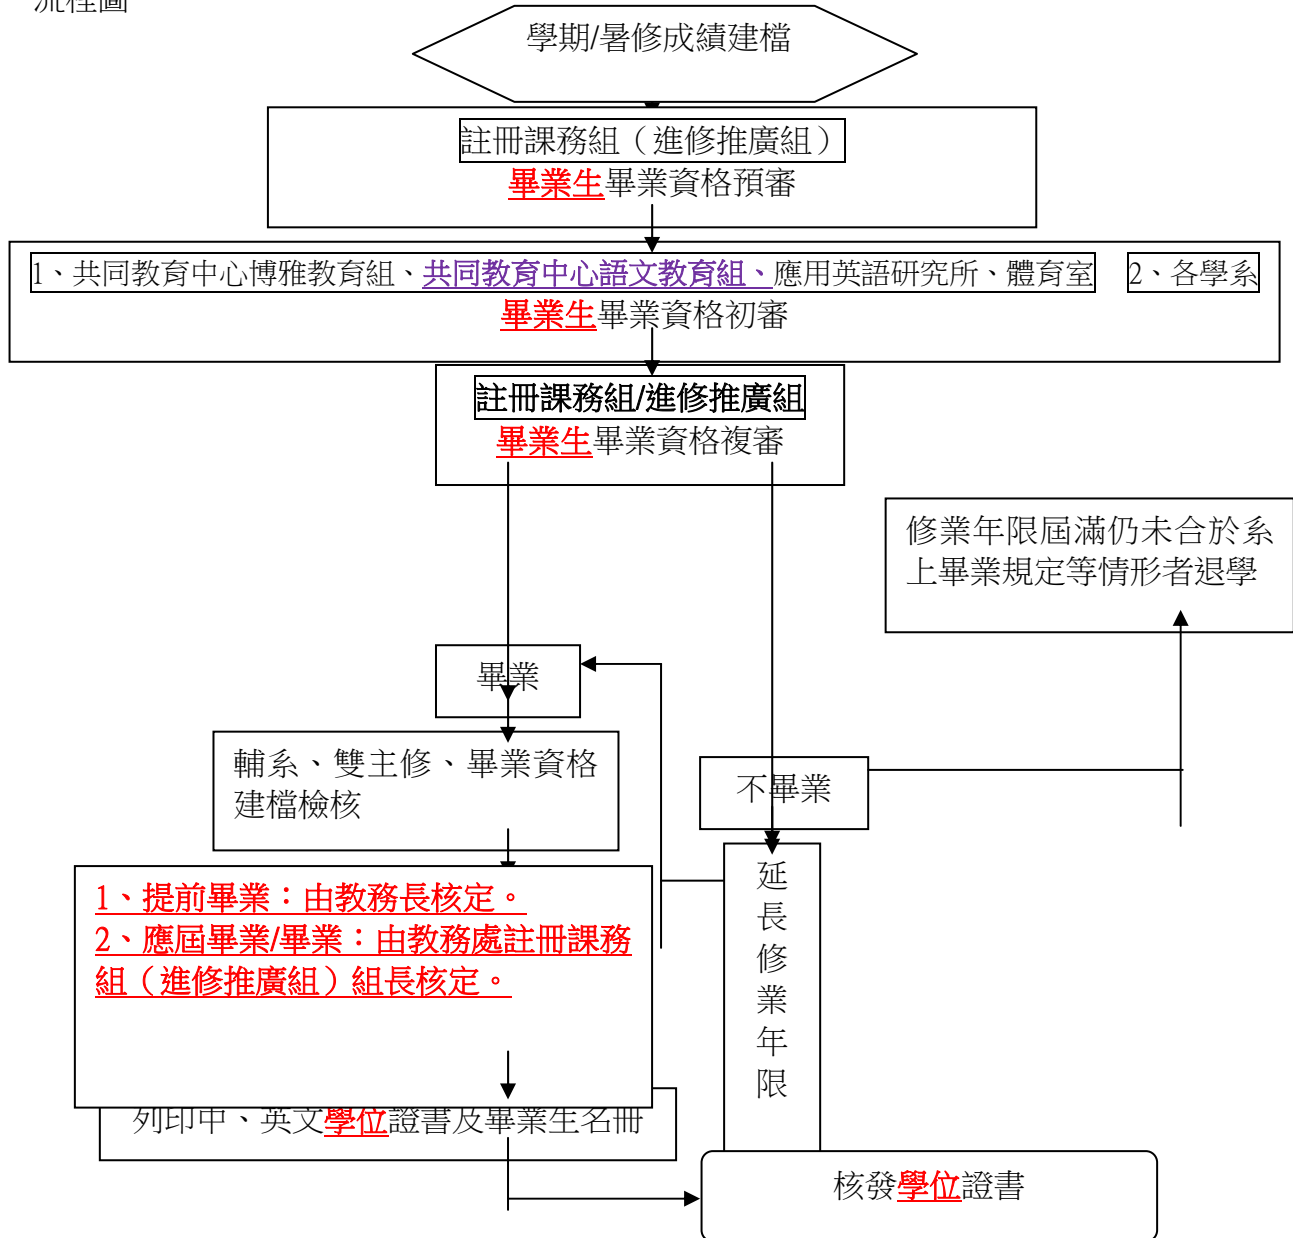 流程圖
學期/暑修成績建檔
註冊課務組（進修推廣組）
畢業生畢業資格預審
1、共同教育中心博雅教育組、共同教育中心語文教育組、應用英語研究所、體育室 2、各學系
畢業生畢業資格初審
註冊課務組/進修推廣組
畢業生畢業資格複審
修業年限屆滿仍未合於系
上畢業規定等情形者退學
畢業
輔系、雙主修、畢業資格
建檔檢核
不畢業
1、提前畢業：由教務長核定。
2、應屆畢業/畢業：由教務處註冊課務
組（進修推廣組）組長核定。
延
長
修
業
年
限
列印中、英文學位證書及畢業生名冊
核發學位證書